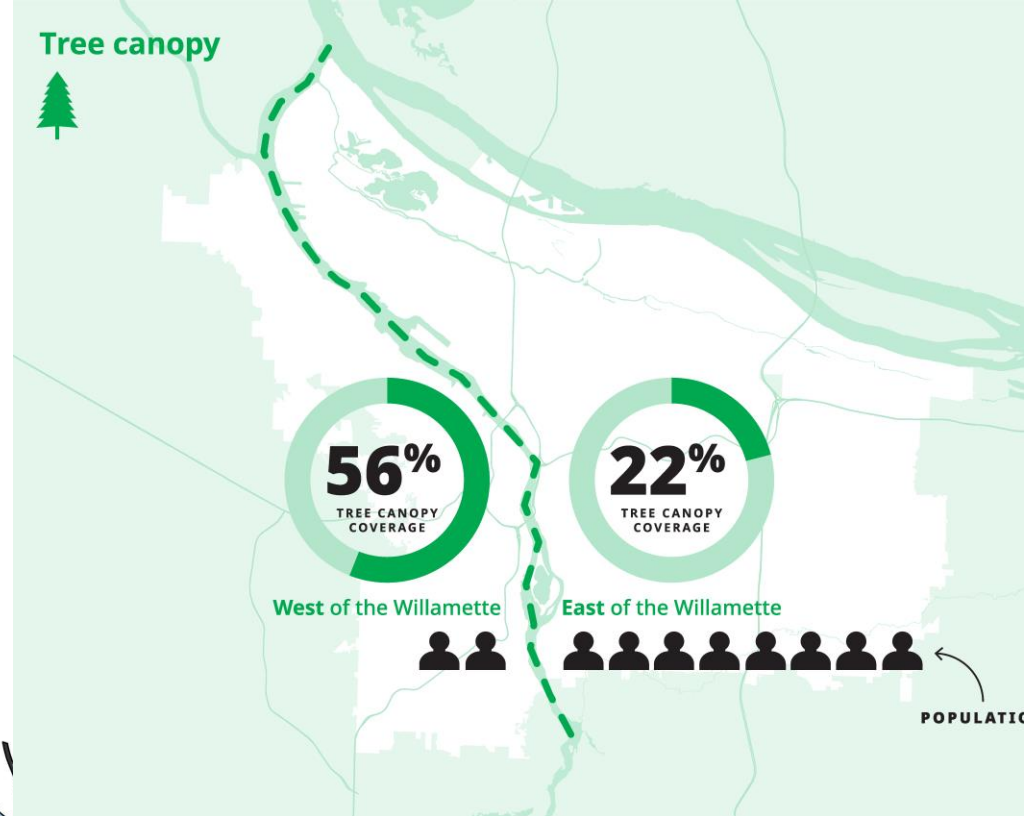 Tree canopy
56%
TREE CANOPY
COVERAGE
22%
TREE CANOPY
COVERAGE
West of the Willamette
East of the Willamette